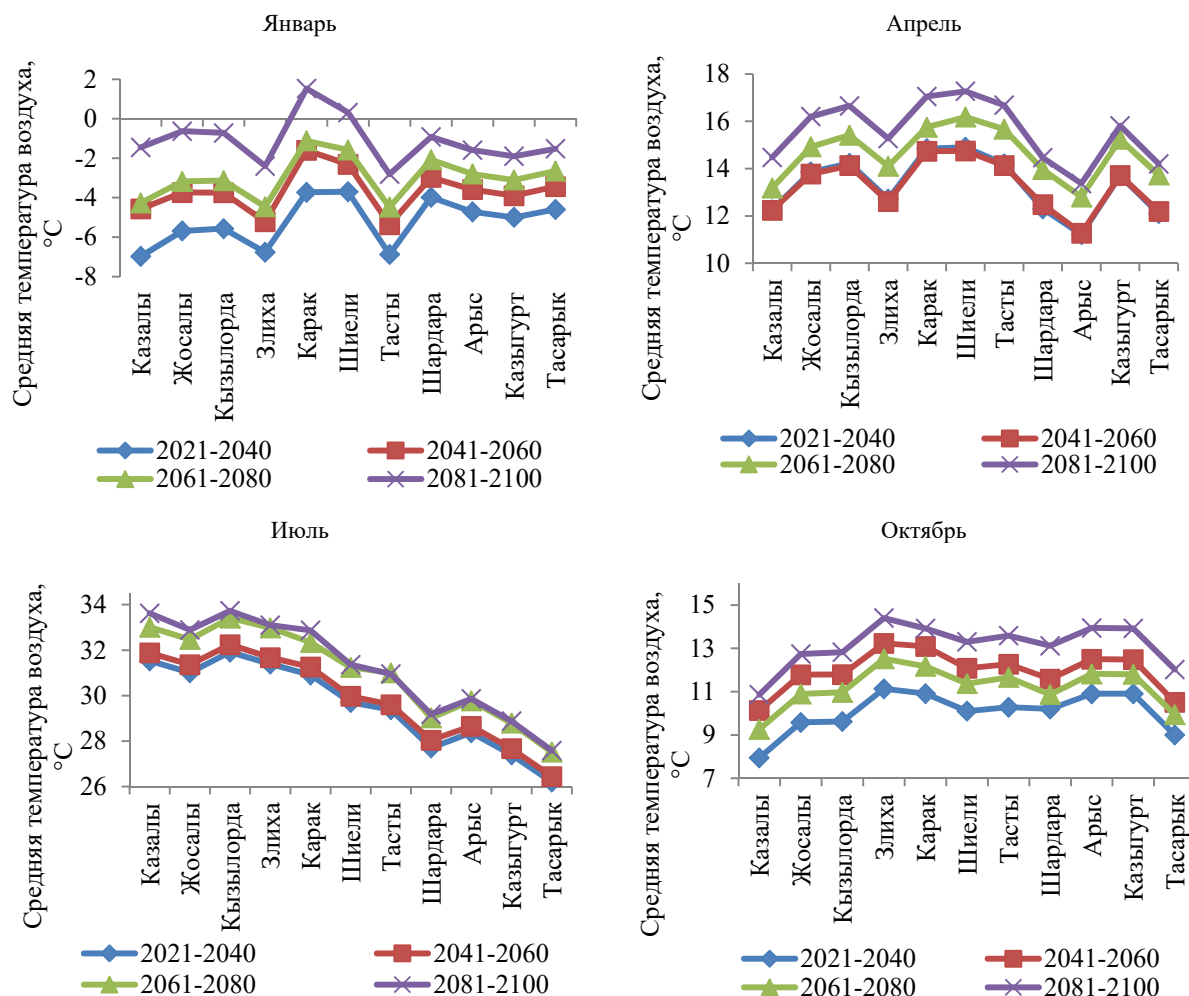 Январь
Средняя температура воздуха,
°C
2
0
-2
-4
-6
-8
Казалы
Жосалы
Кызылорда
Злиха
Карак
Шиели
Тасты
Шардара
Арыс
Казыгурт
Тасарык
2021-2040
2041-2060
2061-2080
2081-2100
Апрель
Средняя температура воздуха,
°C
18
16
14
12
10
Казалы
Жосалы
Кызылорда
Злиха
Карак
Шиели
Тасты
Шардара
Арыс
Казыгурт
Тасарык
2021-2040
2041-2060
2061-2080
2081-2100
Июль
Средняя температура воздуха,
°C
34
32
30
28
26
Казалы
Жосалы
Кызылорда
Злиха
Карак
Шиели
Тасты
Шардара
Арыс
Казыгурт
Тасарык
2021-2040
2041-2060
2061-2080
2081-2100
Октябрь
Средняя температура воздуха,
°C
15
13
11
9
7
Казалы
Жосалы
Кызылорда
Злиха
Карак
Шиели
Тасты
Шардара
Арыс
Казыгурт
Тасарык
2021-2040
2041-2060
2061-2080
2081-2100